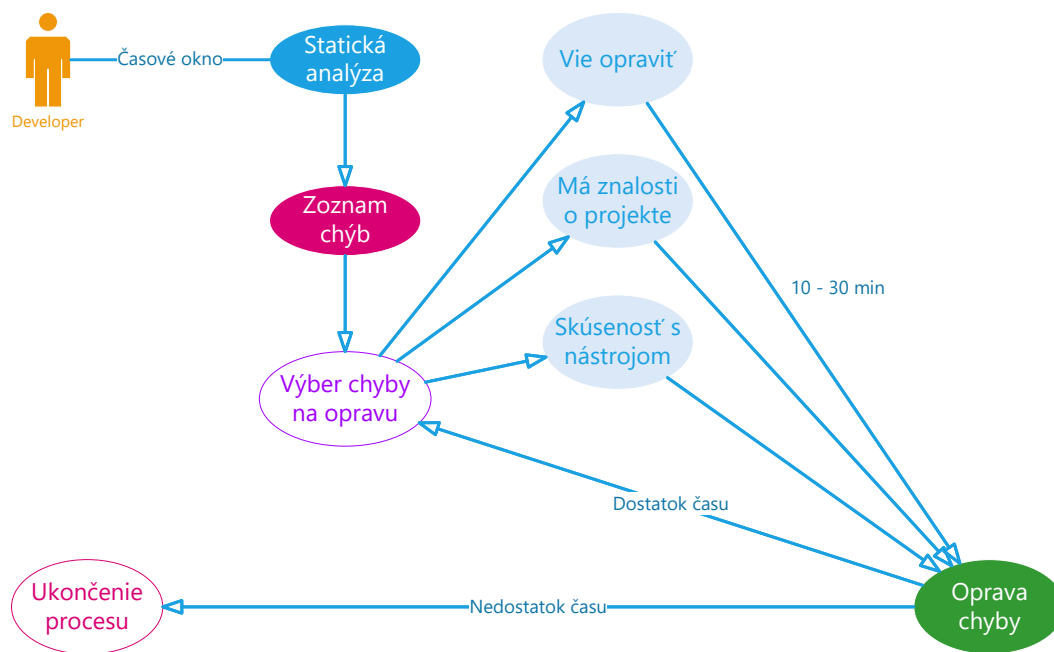 Developer
Časové okno
Statická
analýza
Zoznam
chýb
Výber chyby
na opravu
Vie opraviť
Má znalosti
o projekte
Skúsenosť s
nástrojom
10 - 30 min
Dostatok času
Nedostatok času
Oprava
chyby
Ukončenie
procesu